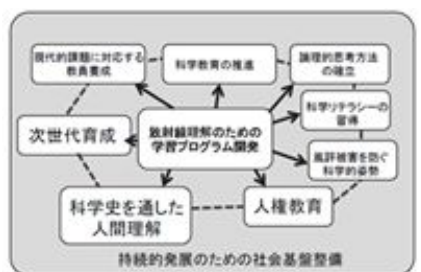 現代的課題に対応する
教員養成
科学教育の推進
論理的思考方法
の確立
放射線理解のための
学習プログラム開発
科学リテラシーの
習得
次世代育成
風評被害を防ぐ
科学的姿勢
科学史を通した
人間理解
人権教育
持続的発展のための社会基盤整備